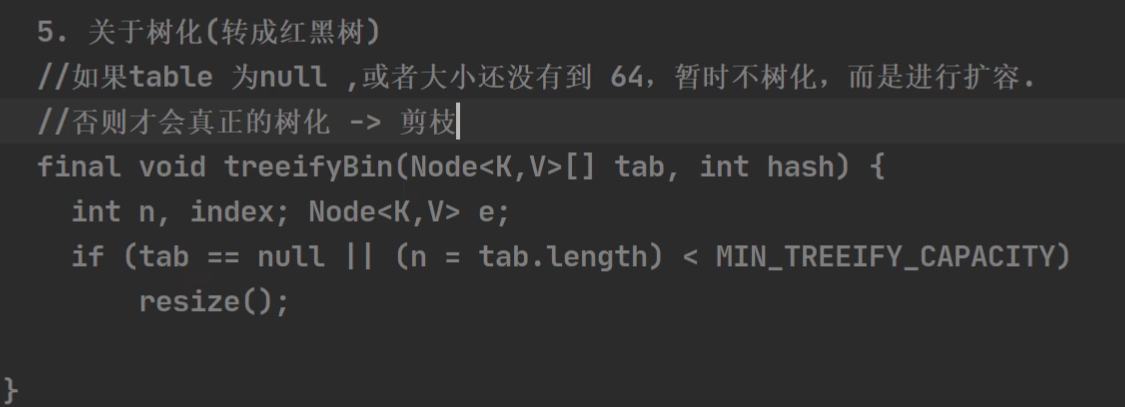 5. 关于树化(转成红黑树)
//如果table 为null ,或者大小还没有到 64，暂时不树化，而是进行扩容.
//否则才会真正的树化 -> 剪枝
final void treeifyBin(Node<K,V>[] tab, int hash) {
int n, index; Node<K,V> e;
if (tab == null || (n = tab.length) < MIN_TREEIFY_CAPACITY)
resize();
}